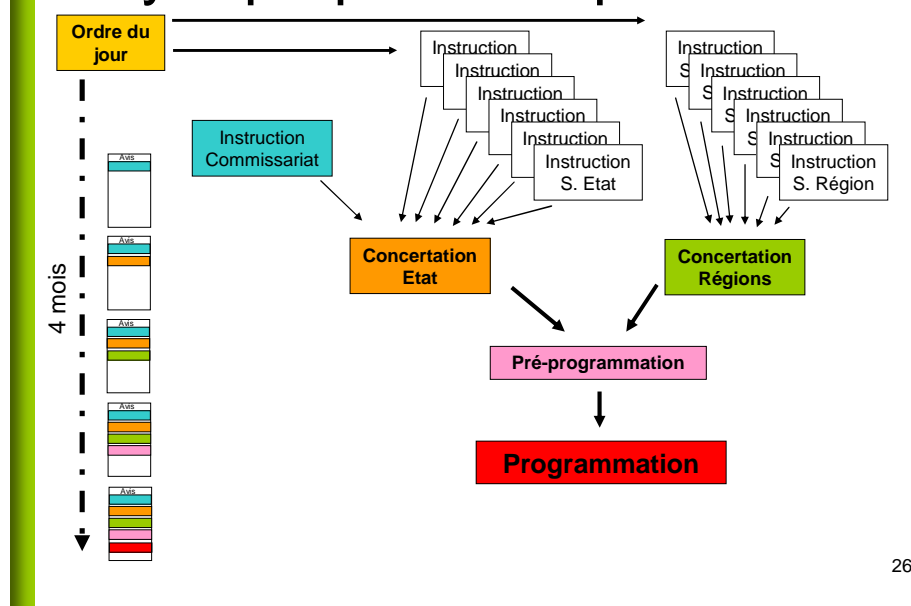 Ordre du
jour
Instruction
Instruction
Instruction
Instruction
Instruction
Instruction
S. Etat
Instruction
S Instruction
S Instruction
S Instruction
S Instruction
S. Région
Instruction
Commissariat
Avis
Avis
Avis
Avis
Avis
4 mois
Concertation
Etat
Concertation
Régions
Pré-programmation
Programmation
26